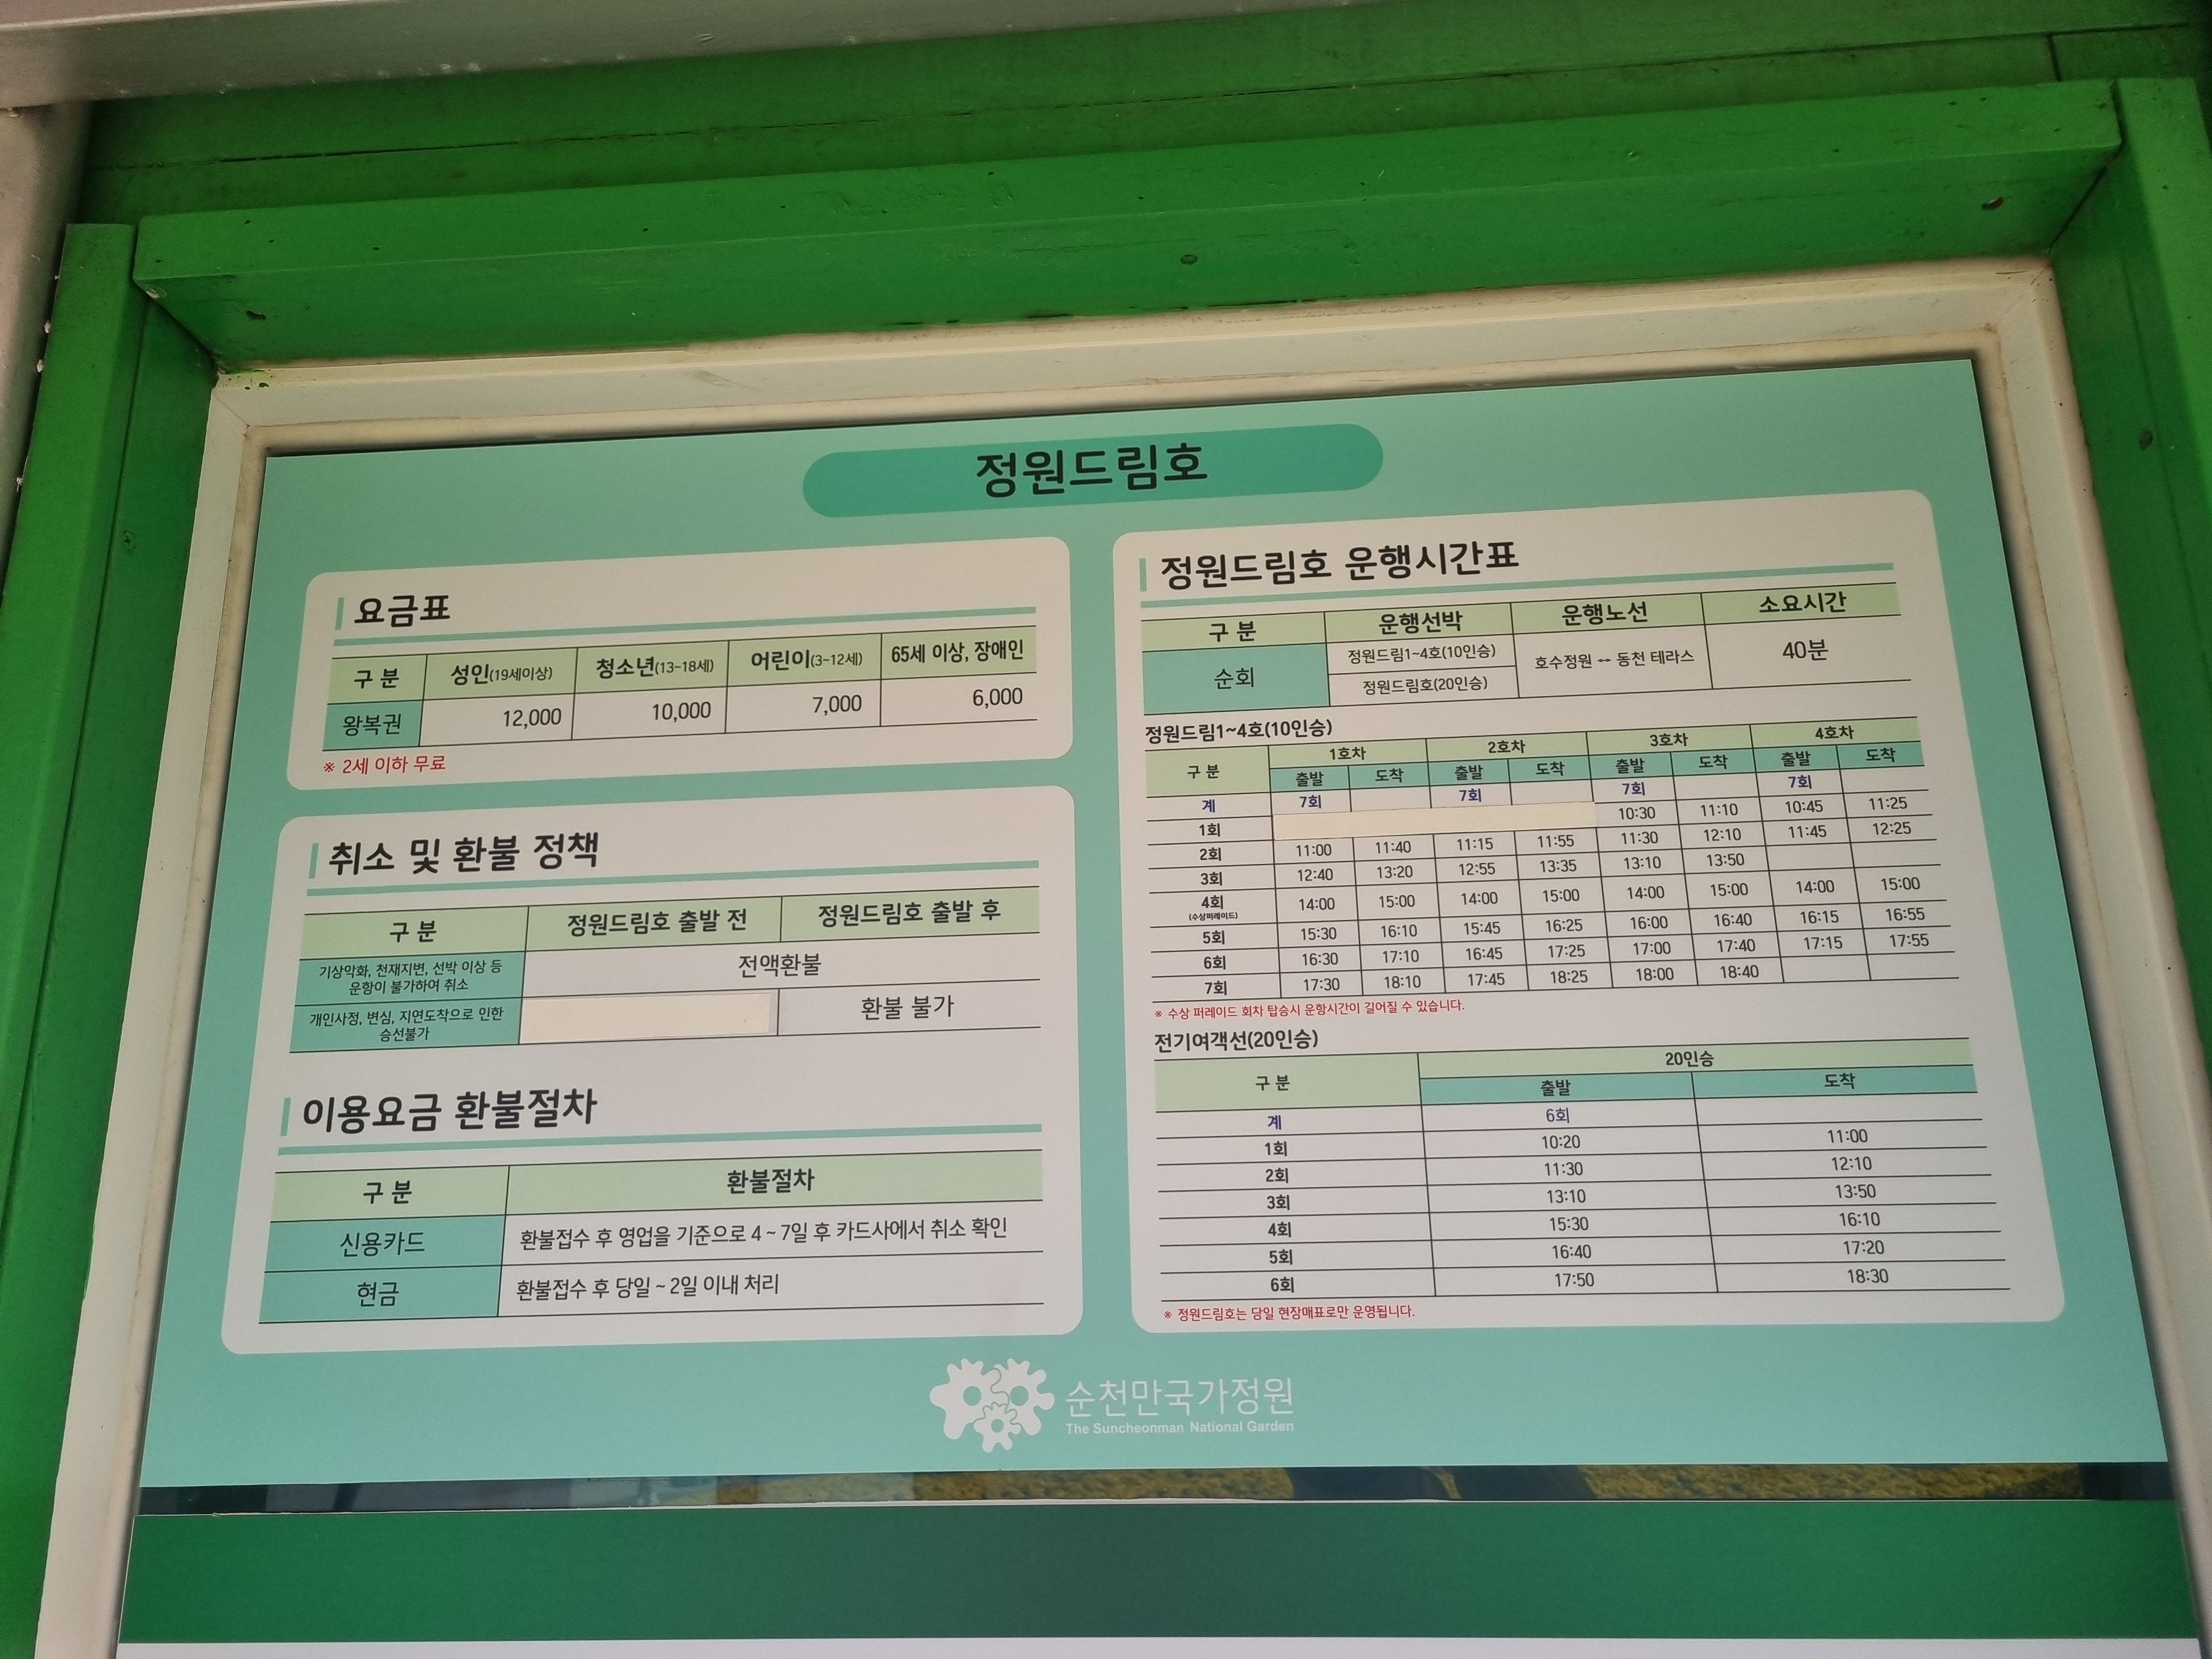 정원드림호
요금표
구 분 성인(19세이상) 청소년(13~18세) 어린이(3~12세) 65세 이상, 장애인
왕복권 12,000 10,000 7,000 6,000
※ 2세 이하 무료
취소 및 환불 정책
구 분 정원드림호 출발 전 정원드림호 출발 후
기상악화, 천재지변, 선박 이상 등
운항이 불가하여 취소
전액환불
개인사정, 변심, 지연도착으로 인한
승선불가
환불 불가
이용요금 환불절차
구 분 환불절차
신용카드 환불접수 후 영업을 기준으로 4 ~ 7일 후 카드사에서 취소 확인
현금 환불접수 후 당일 ~ 2일 이내 처리
정원드림호 운행시간표
구 분 운행선박 운행노선 소요시간
순회 정원드림1~4호(10인승) 호수정원 ↔ 동천 테라스 40분
정원드림호(20인승)
정원드림1~4호(10인승)
구 분 1호차 2호차 3호차 4호차
출발 도착 출발 도착 출발 도착 출발 도착
계 7회 7회 7회 7회
1회 10:30 11:10 10:45 11:25
2회 11:00 11:40 11:15 11:55 11:30 12:10 11:45 12:25
3회 12:40 13:20 12:55 13:35 13:10 13:50
4회 14:00 15:00 14:00 15:00 14:00 15:00 14:00 15:00
(수상퍼레이드)
5회 15:30 16:10 15:45 16:25 16:00 16:40 16:15 16:55
6회 16:30 17:10 16:45 17:25 17:00 17:40 17:15 17:55
7회 17:30 18:10 17:45 18:25 18:00 18:40
※ 수상 퍼레이드 회차 탑승시 운항시간이 길어질 수 있습니다.
전기여객선(20인승)
구 분 20인승
출발 도착
계 6회
1회 10:20 11:00
2회 11:30 12:10
3회 13:10 13:50
4회 15:30 16:10
5회 16:40 17:20
6회 17:50 18:30
※ 정원드림호는 당일 현장매표로만 운영됩니다.
순천만국가정원
The Suncheonman National Garden